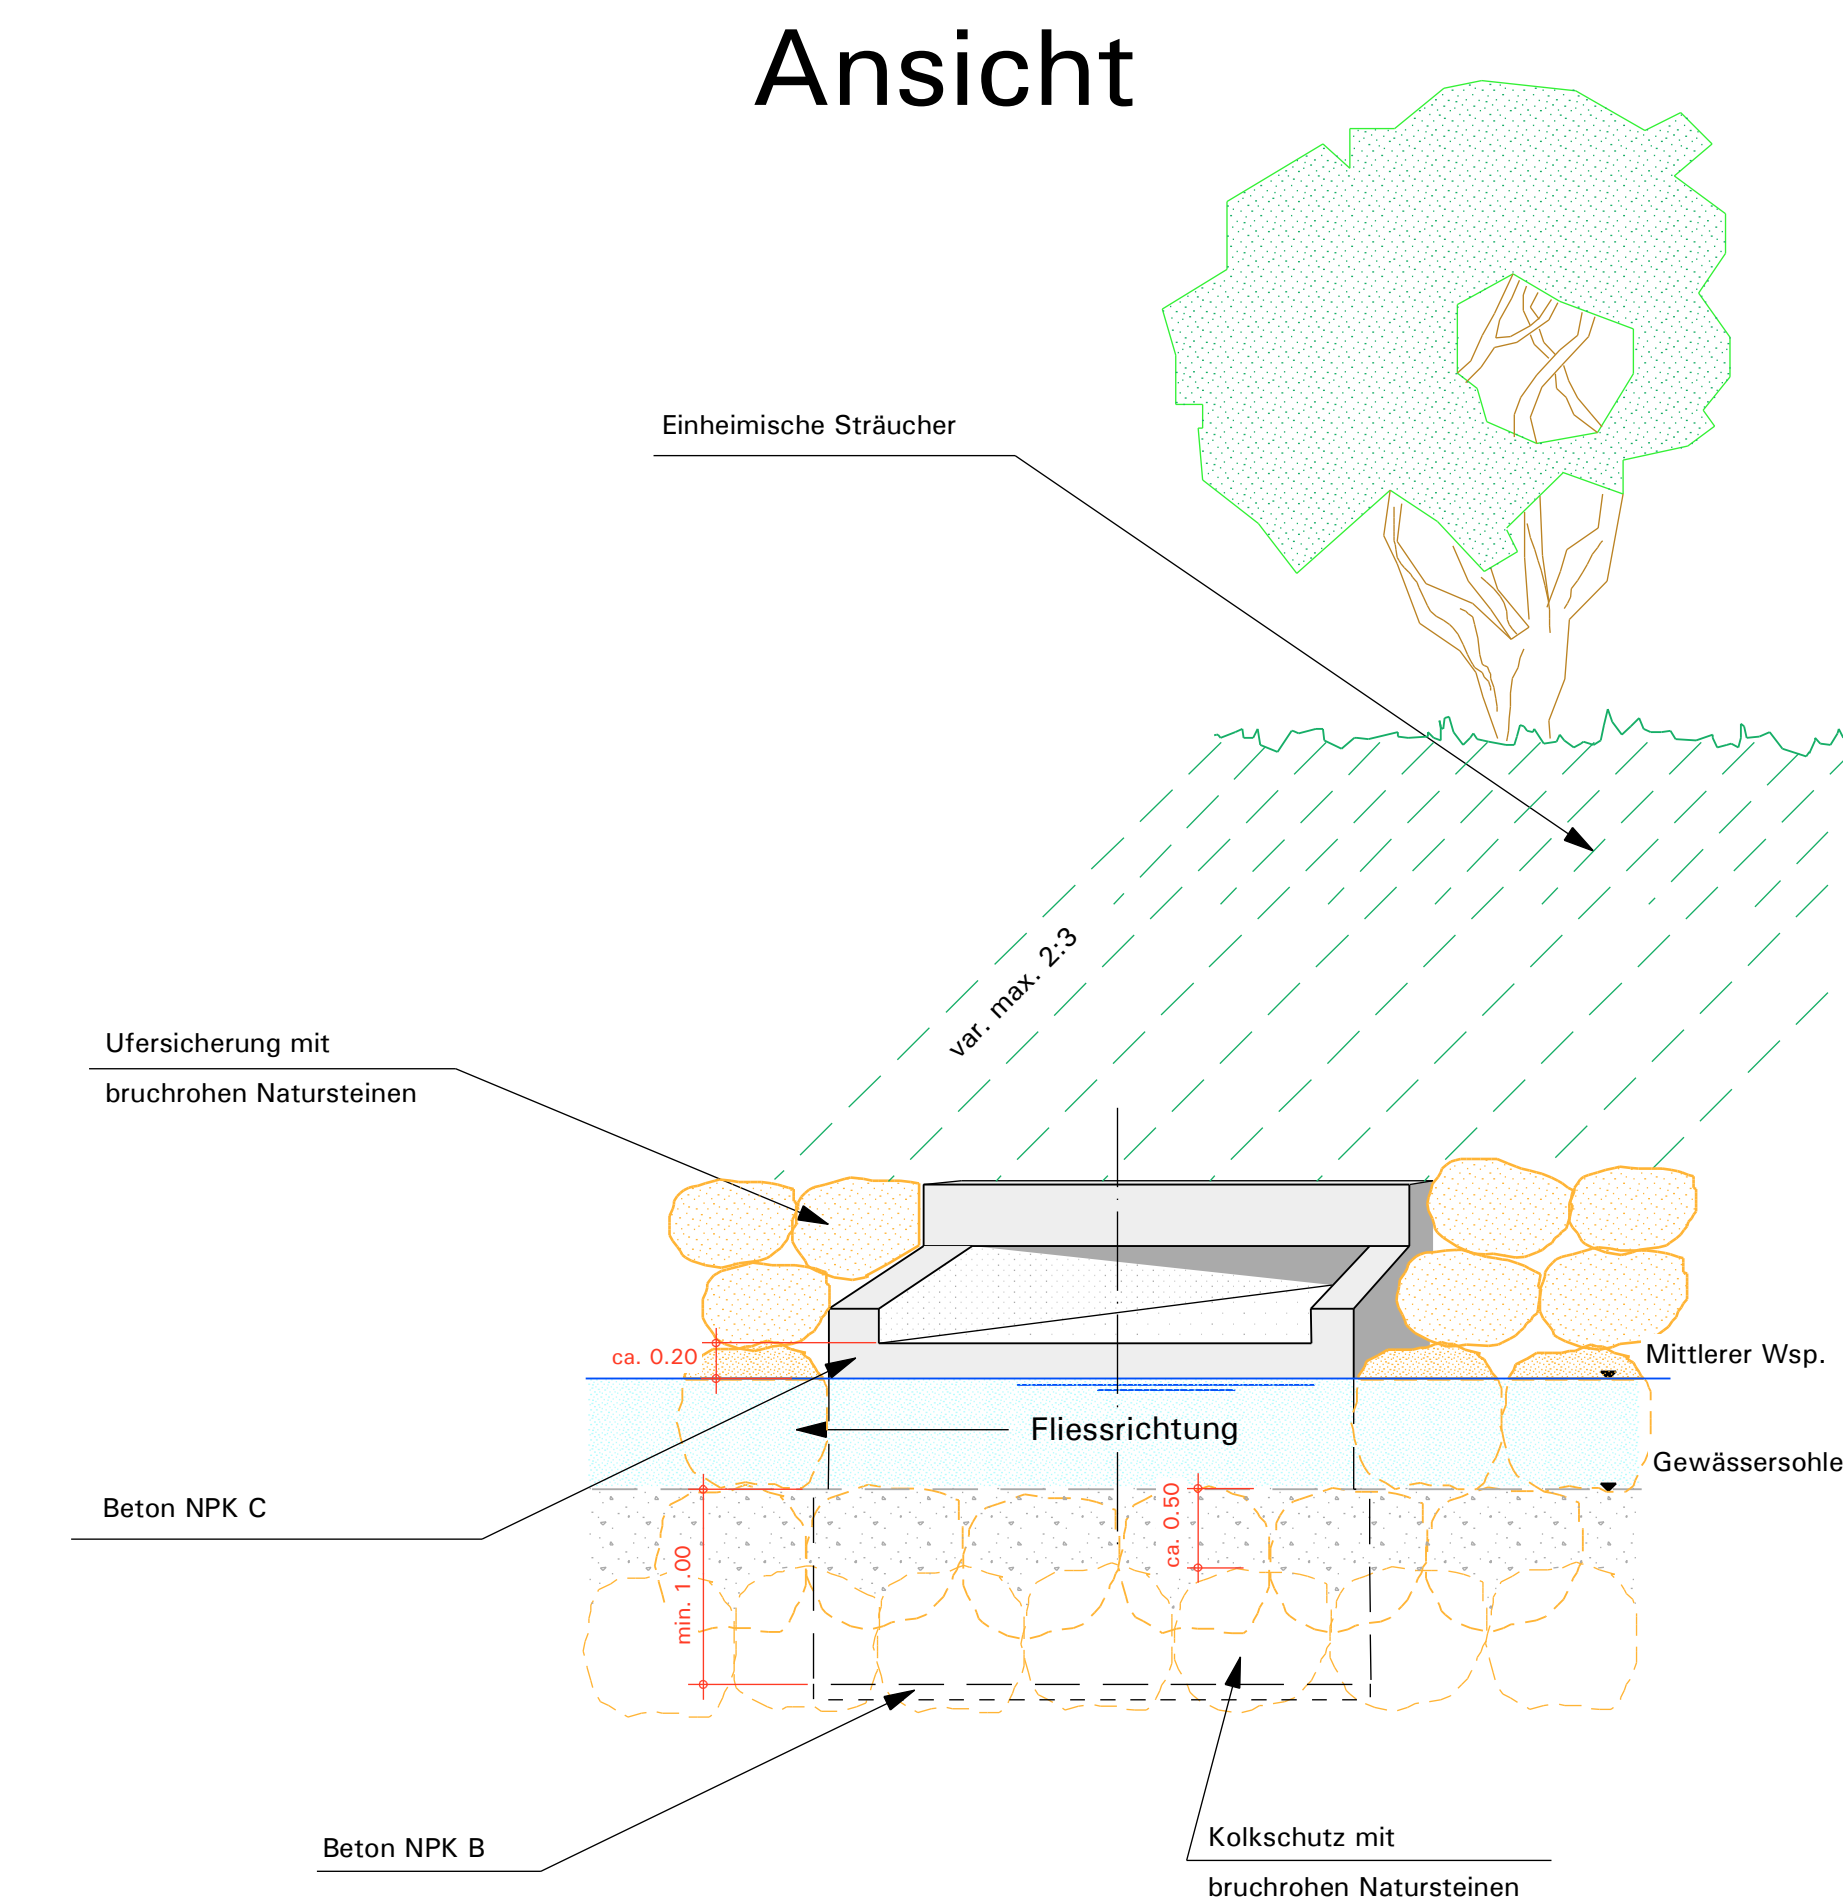 Ansicht
Einheimische Sträucher
var. max. 2:3
Ufersicherung mit
bruchrohen Natursteinen
ca. 0.20
Mittlerer Wsp.
Fliessrichtung
Gewässersohle
Beton NPK C
ca. 0.50
min. 1.00
Beton NPK B
Kolkschutz mit
bruchrohen Natursteinen